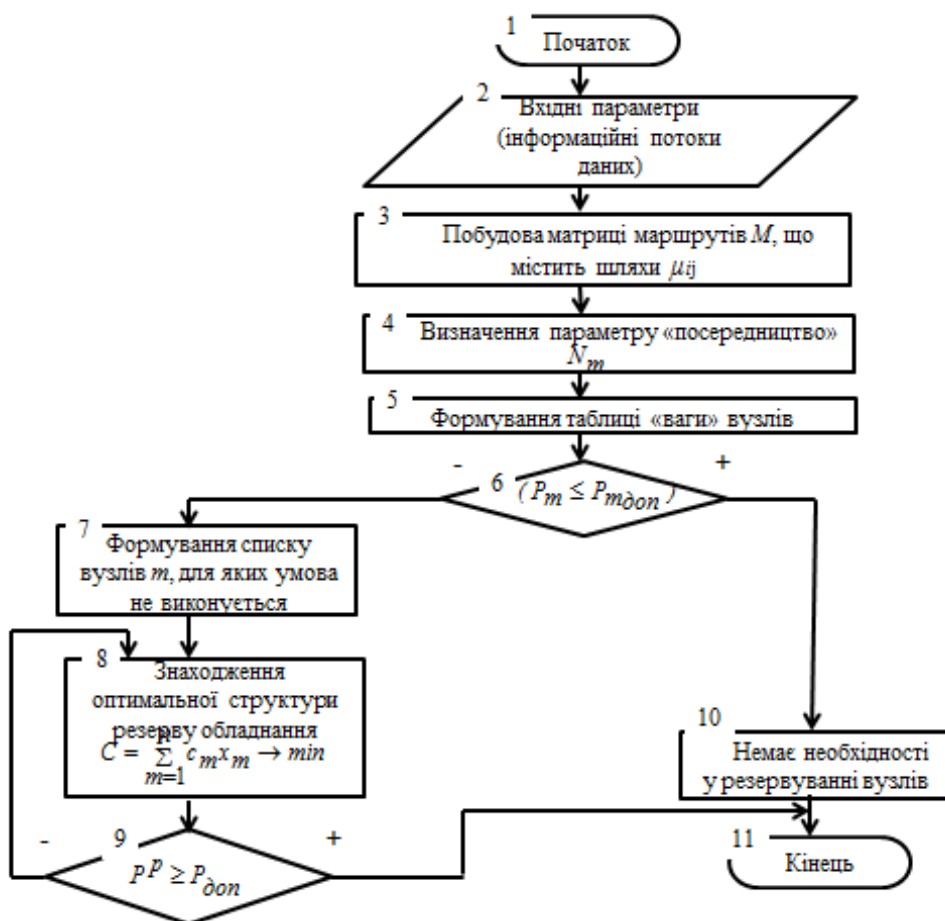 1
Початок
2
Вхідні параметри
(інформаційні потоки
даних)
3
Побудова матриці маршрутів M, що
містить шляхи μij
4
Визначення параметру «посередництво»
Nm
5
Формування таблиці «ваги» вузлів
- +
6 (Pm ≤ Pmдоп)
7
Формування списку
вузлів m, для яких умова
не виконується
8
Знаходження
оптимальної структури
резерву обладнання
C = Σ cmxm → min
m=1
10
Немає необхідності
у резервуванні вузлів
- 9 +
P^p ≥ Pдоп
11
Кінець